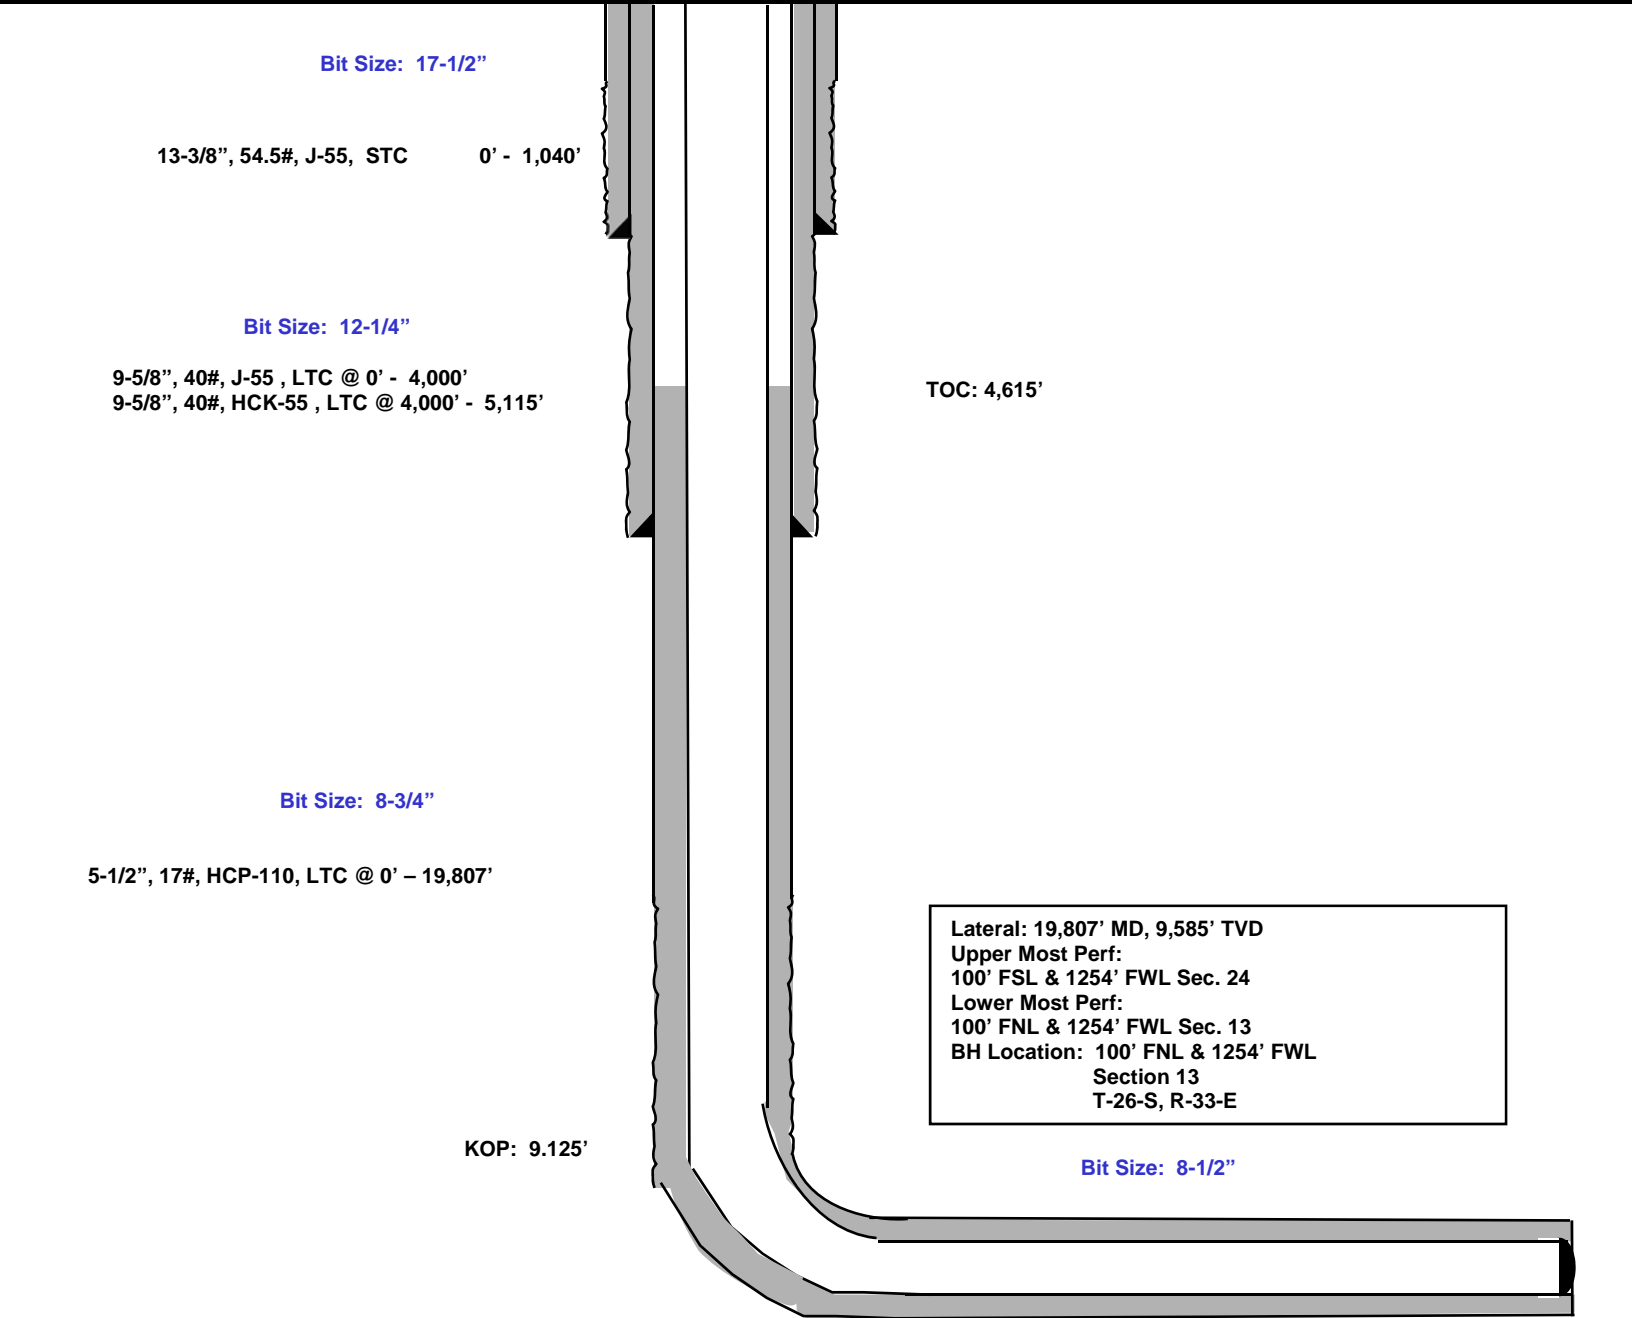 Bit Size: 17-1/2”
13-3/8”, 54.5#, J-55, STC 0’ - 1,040’
Bit Size: 12-1/4”
9-5/8”, 40#, J-55 , LTC @ 0’ - 4,000’
9-5/8”, 40#, HCK-55 , LTC @ 4,000’ - 5,115’
TOC: 4,615’
Bit Size: 8-3/4”
5-1/2”, 17#, HCP-110, LTC @ 0’ – 19,807’
Lateral: 19,807’ MD, 9,585’ TVD
Upper Most Perf:
100’ FSL & 1254’ FWL Sec. 24
Lower Most Perf:
100’ FNL & 1254’ FWL Sec. 13
BH Location: 100’ FNL & 1254’ FWL
Section 13
T-26-S, R-33-E
KOP: 9.125’
Bit Size: 8-1/2”